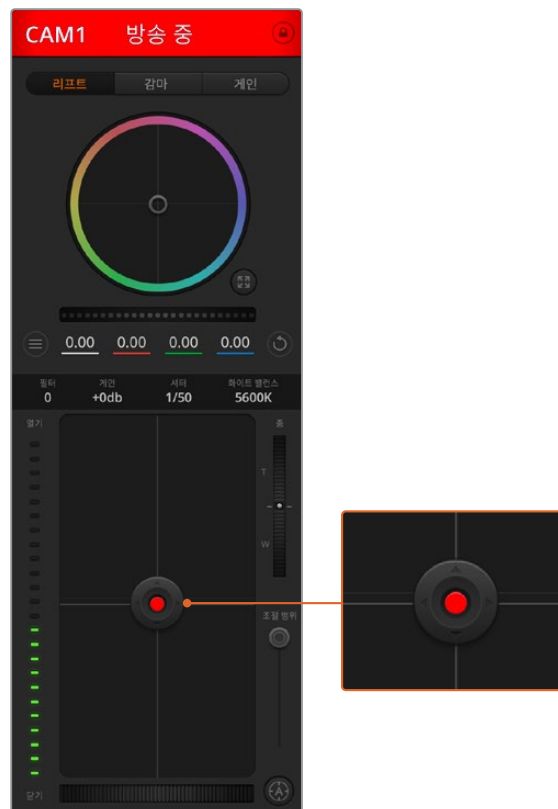 CAM1 방송 중
리프트 감마 게인
0.00 0.00 0.00 0.00
필터 게인 셔터 화이트 밸런스
0 +0db 1/50 5600K
열기 줌
T
W
조절 범위
닫기 A